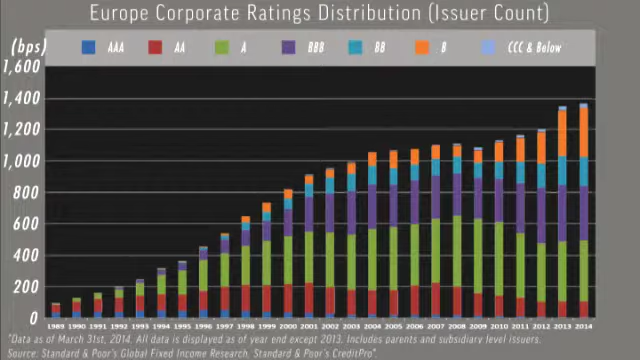 Europe Corporate Ratings Distribution (Issuer Count)
(bps)
AAA AA A BBB BB B CCC & Below
1,600
1,400
1,200
1,000
800
600
400
200
0
1989 1990 1991 1992 1993 1994 1995 1996 1997 1998 1999 2000 2001 2002 2003 2004 2005 2006 2007 2008 2009 2010 2011 2012 2013 2014
"Data as of March 31st, 2014. All data is displayed as of year end except 2013. Includes parents and subsidiary level issuers.
Source: Standard & Poor's Global Fixed Income Research, Standard & Poor's CreditPro".